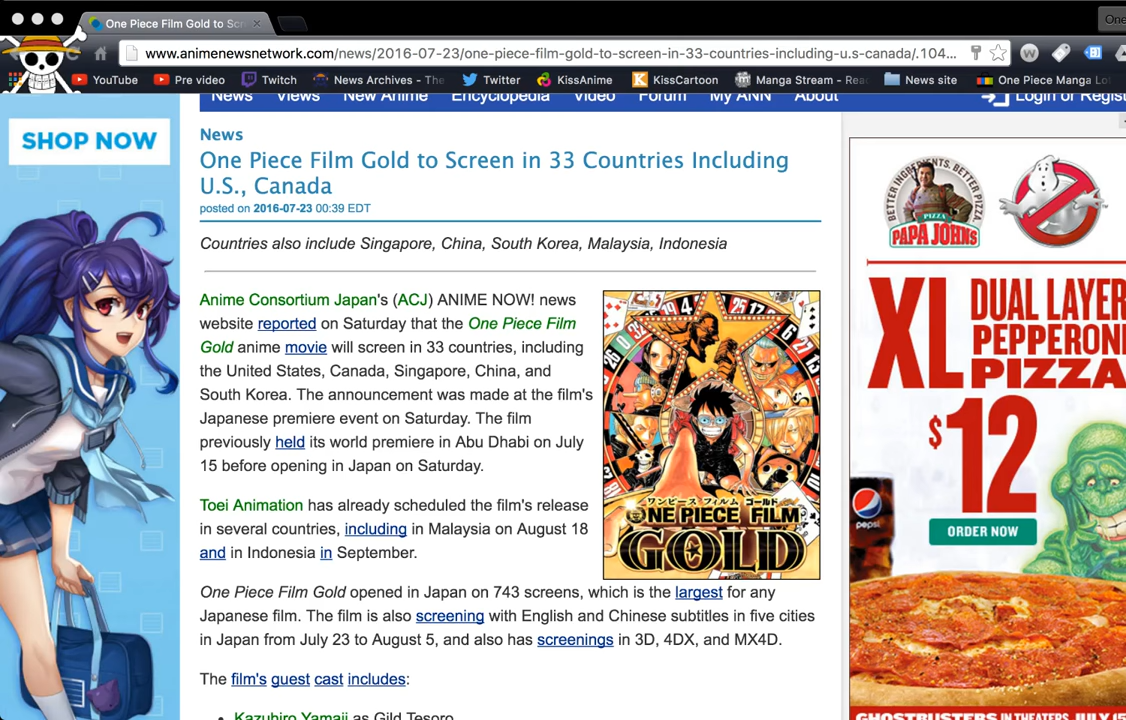 One Piece Film Gold to Scr
One
www.animenewsnetwork.com/news/2016-07-23/one-piece-film-gold-to-screen-in-33-countries-including-u.s-canada/.104...
YouTube
Pre video
Twitch
News Archives - The
Twitter
KissAnime
KissCartoon
Manga Stream - Rea
News site
One Piece Manga Lo
News Views New Anime Encyclopedia Video Forum My ANN About
Login or Regist
SHOP NOW
News
One Piece Film Gold to Screen in 33 Countries Including
U.S., Canada
posted on 2016-07-23 00:39 EDT
Countries also include Singapore, China, South Korea, Malaysia, Indonesia
Anime Consortium Japan's (ACJ) ANIME NOW! news
website reported on Saturday that the One Piece Film
Gold anime movie will screen in 33 countries, including
the United States, Canada, Singapore, China, and
South Korea. The announcement was made at the film's
Japanese premiere event on Saturday. The film
previously held its world premiere in Abu Dhabi on July
15 before opening in Japan on Saturday.
Toei Animation has already scheduled the film's release
in several countries, including in Malaysia on August 18
and in Indonesia in September.
ワンピース フィルム ゴールド
ONE PIECE FILM
GOLD
One Piece Film Gold opened in Japan on 743 screens, which is the largest for any
Japanese film. The film is also screening with English and Chinese subtitles in five cities
in Japan from July 23 to August 5, and also has screenings in 3D, 4DX, and MX4D.
The film's guest cast includes:
Kazuhiro Yamaji as Gild Tesoro
BETTER INGREDIENTS. BETTER PIZZA.
PIZZA
PAPA JOHNS
XL DUAL LAYER
PEPPERONI
PIZZA
$12
pepsi
ORDER NOW
GHOSTBUSTERS IN THEATERS JULY 15